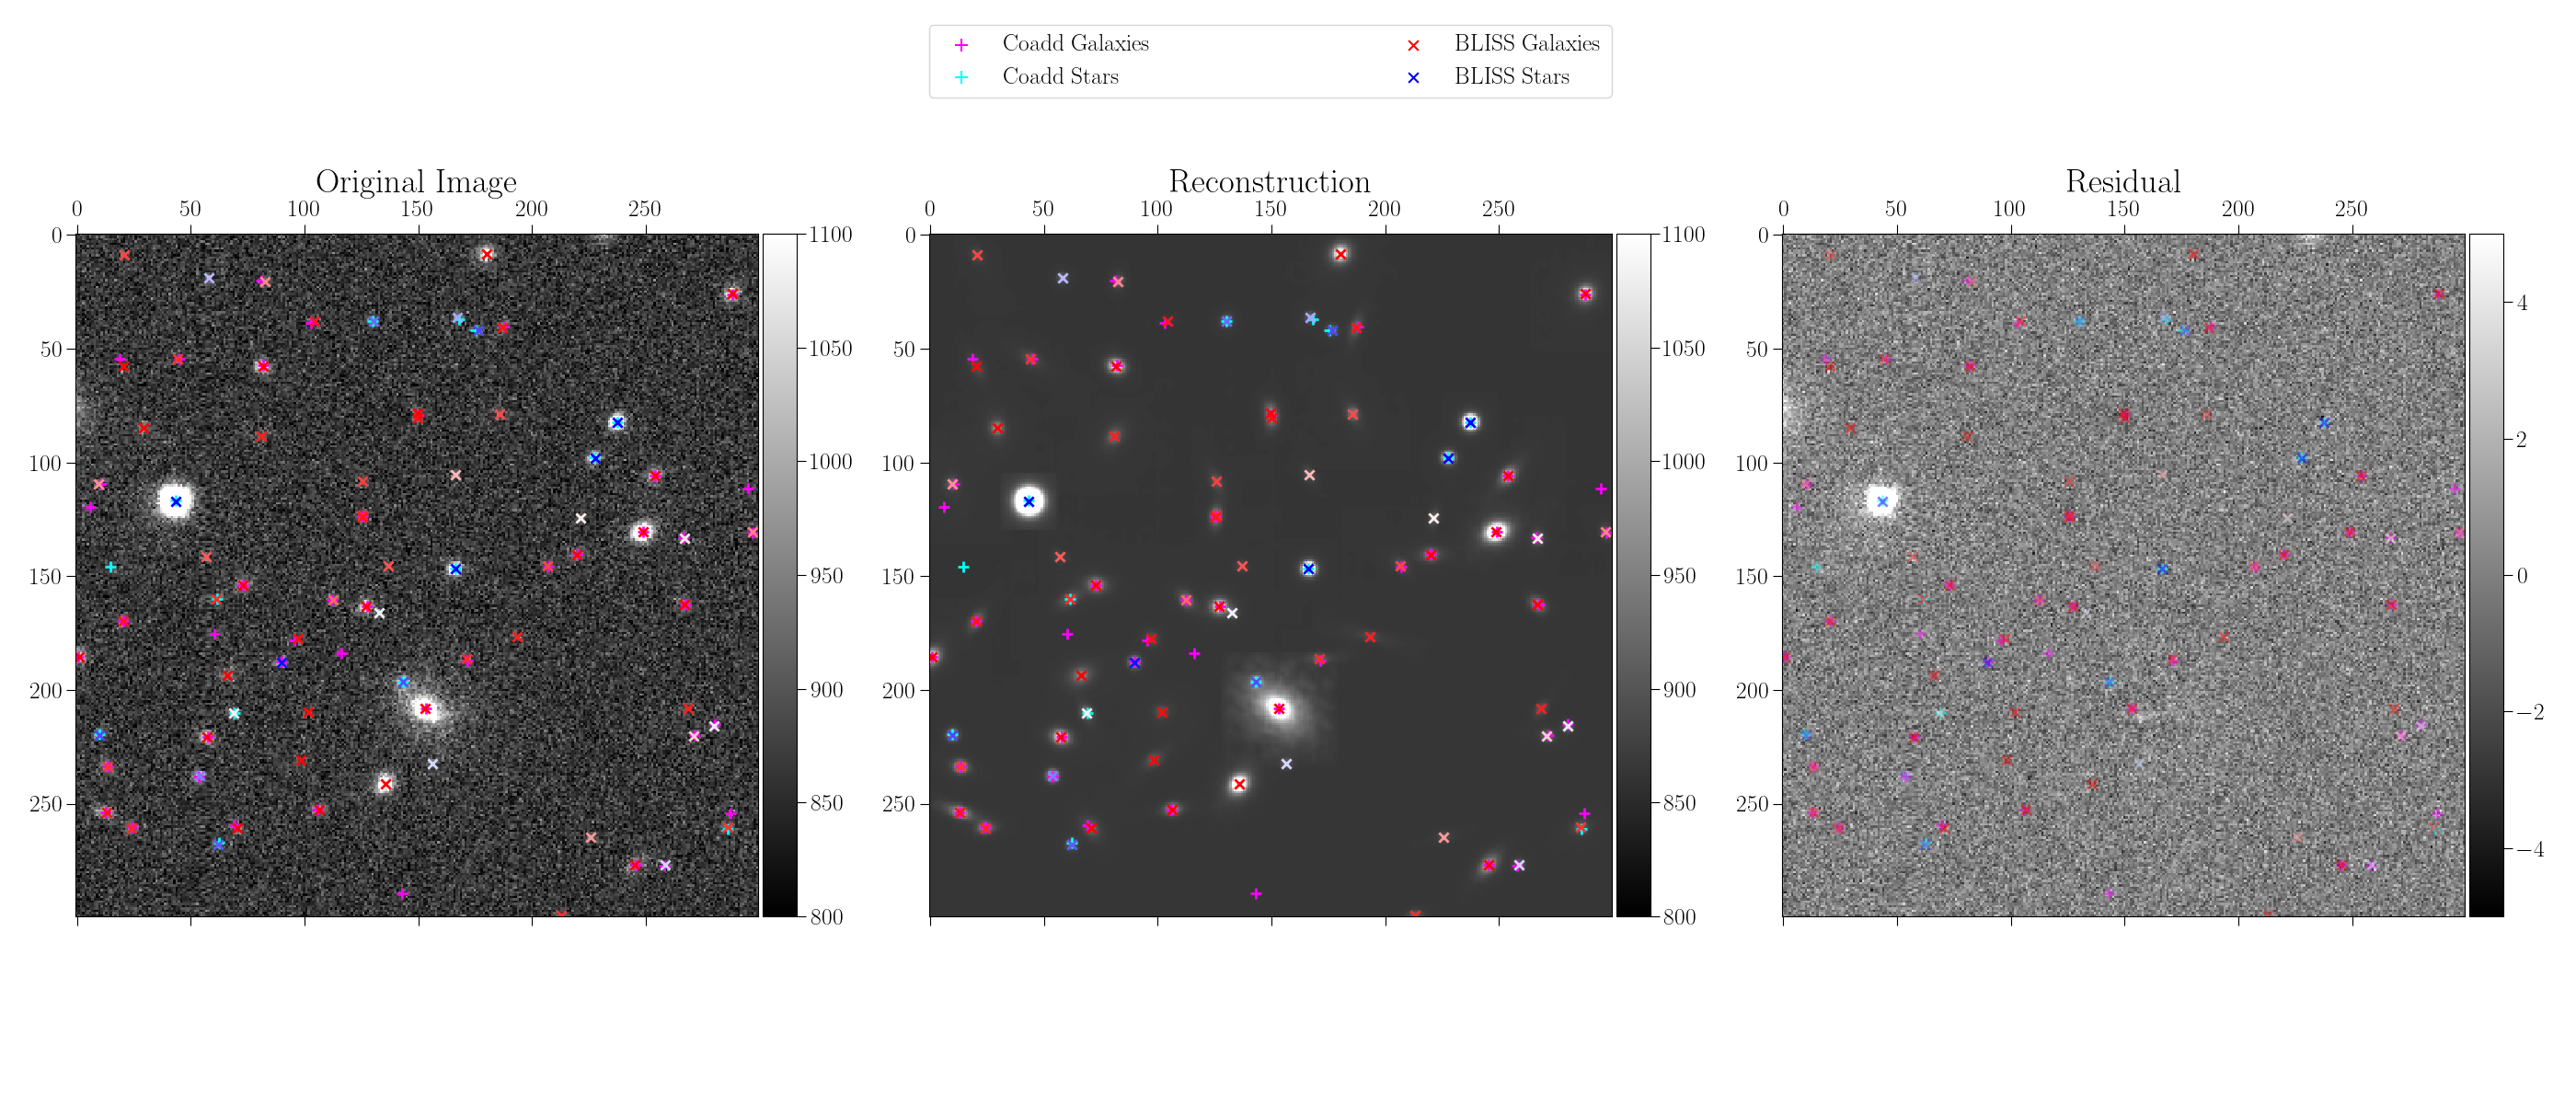 Coadd Galaxies BLISS Galaxies
Coadd Stars BLISS Stars
Original Image Reconstruction Residual
0 50 100 150 200 250 0 50 100 150 200 250 0 50 100 150 200 250
0 1100 0 1100 0
4
50 1050 50 1050 50
2
100 1000 100 1000 100
150 950 150 950 150 0
200 900 200 900 200
−2
250 850 250 850 250
−4
800 800